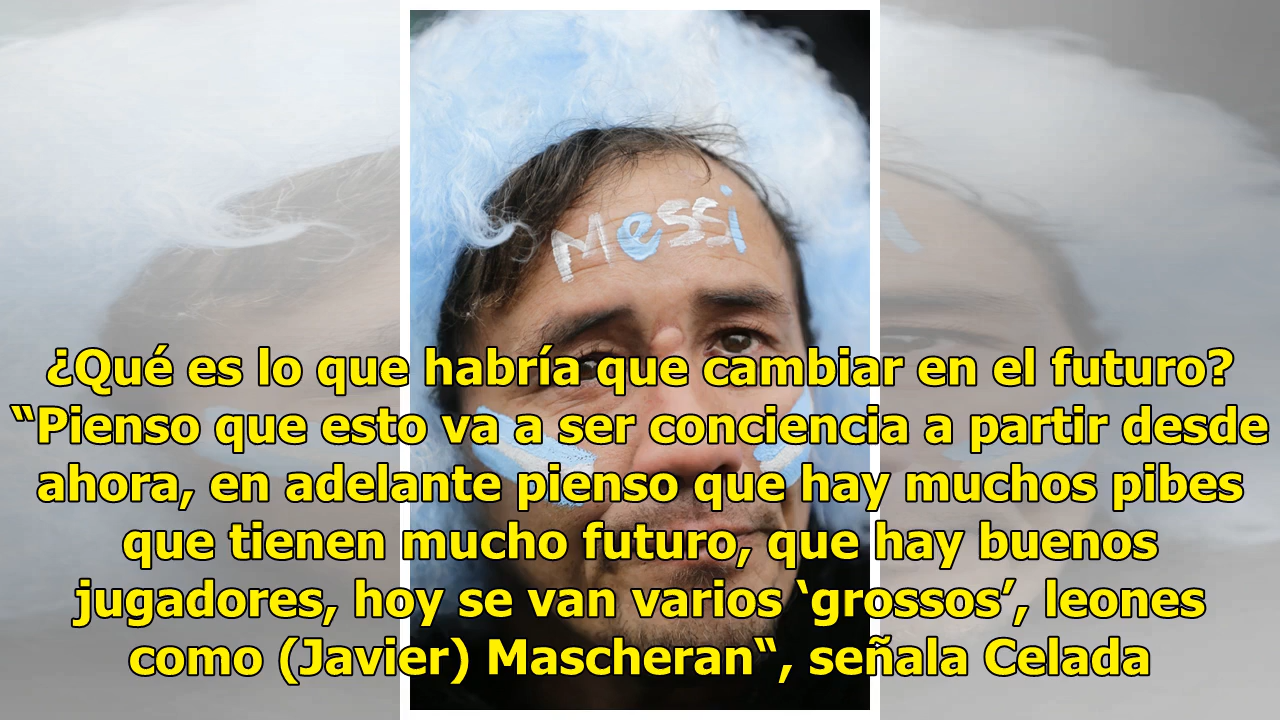 Messi
¿Qué es lo que habría que cambiar en el futuro?
“Pienso que esto va a ser conciencia a partir desde
ahora, en adelante pienso que hay muchos pibes
que tienen mucho futuro, que hay buenos
jugadores, hoy se van varios ‘grossos’, leones
como (Javier) Mascheran“, señala Celada